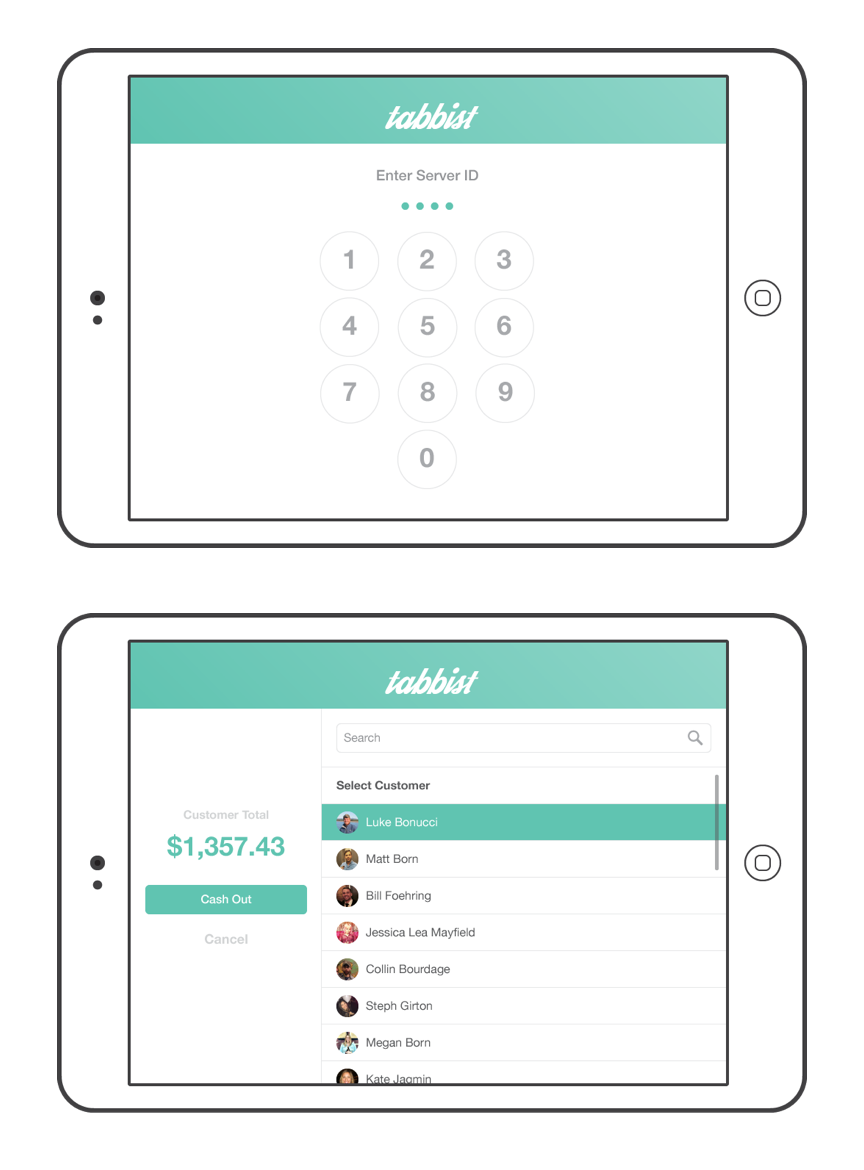 tabbist
Enter Server ID
1 2 3
4 5 6
7 8 9
0
tabbist
Customer Total
$1,357.43
Cash Out
Cancel
Search
Select Customer
Luke Bonucci
Matt Born
Bill Foehring
Jessica Lea Mayfield
Collin Bourdage
Steph Girton
Megan Born
Kate Jagmin